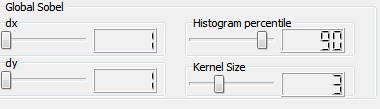 Global Sobel
dx
1
Histogram percentile
90
dy
1
Kernel Size
3